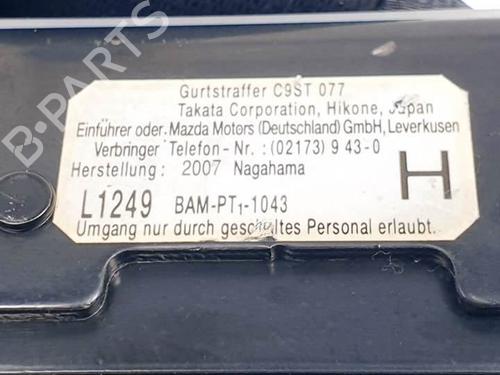 Gurtstraffer C9ST 077
Takata Corporation, Hikone, Japan
Einführer oder Mazda Motors (Deutschland) GmbH, Leverkusen
Verbringer Telefon-Nr.: (02173) 9 43-0
Herstellung: 2007 Nagahama
H
L1249 BAM-PT1-1043
Umgang nur durch geschultes Personal erlaubt.